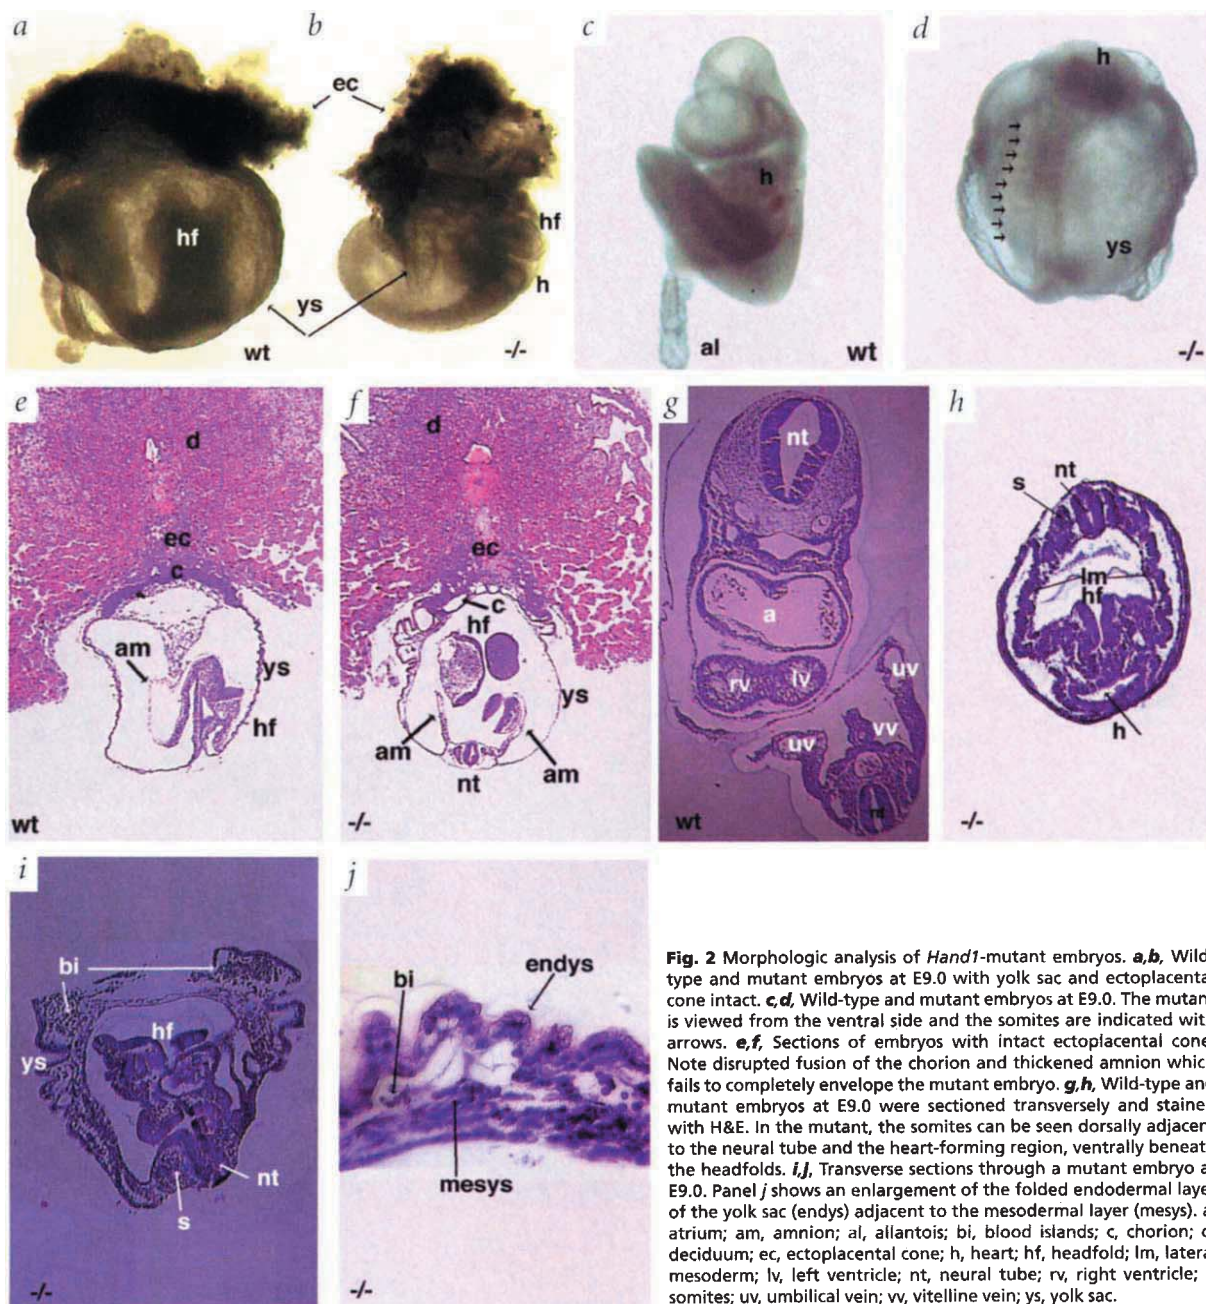 a
b
c
d
ec
h
hf
hf
h
h
ys
ys
wt
-/-
al
wt
-/-
e
f
g
h
d
d
nt
nt
s
ec
ec
c
c
lm
hf
hf
a
am
ys
ys
uv
rv
lv
hf
vv
am
am
uv
h
nt
nt
wt
-/-
wt
-/-
i
j
bi
endys
bi
hf
ys
nt
mesys
s
-/-
-/-
Fig. 2 Morphologic analysis of Hand1-mutant embryos. a,b, Wild-
type and mutant embryos at E9.0 with yolk sac and ectoplacenta
cone intact. c,d, Wild-type and mutant embryos at E9.0. The mutan
is viewed from the ventral side and the somites are indicated wit
arrows. e,f, Sections of embryos with intact ectoplacental cone
Note disrupted fusion of the chorion and thickened amnion whic
fails to completely envelope the mutant embryo. g,h, Wild-type an
mutant embryos at E9.0 were sectioned transversely and staine
with H&E. In the mutant, the somites can be seen dorsally adjacen
to the neural tube and the heart-forming region, ventrally beneat
the headfolds. i,j, Transverse sections through a mutant embryo a
E9.0. Panel j shows an enlargement of the folded endodermal laye
of the yolk sac (endys) adjacent to the mesodermal layer (mesys). a
atrium; am, amnion; al, allantois; bi, blood islands; c, chorion; d
deciduum; ec, ectoplacental cone; h, heart; hf, headfold; lm, latera
mesoderm; lv, left ventricle; nt, neural tube; rv, right ventricle;
somites; uv, umbilical vein; vv, vitelline vein; ys, yolk sac.